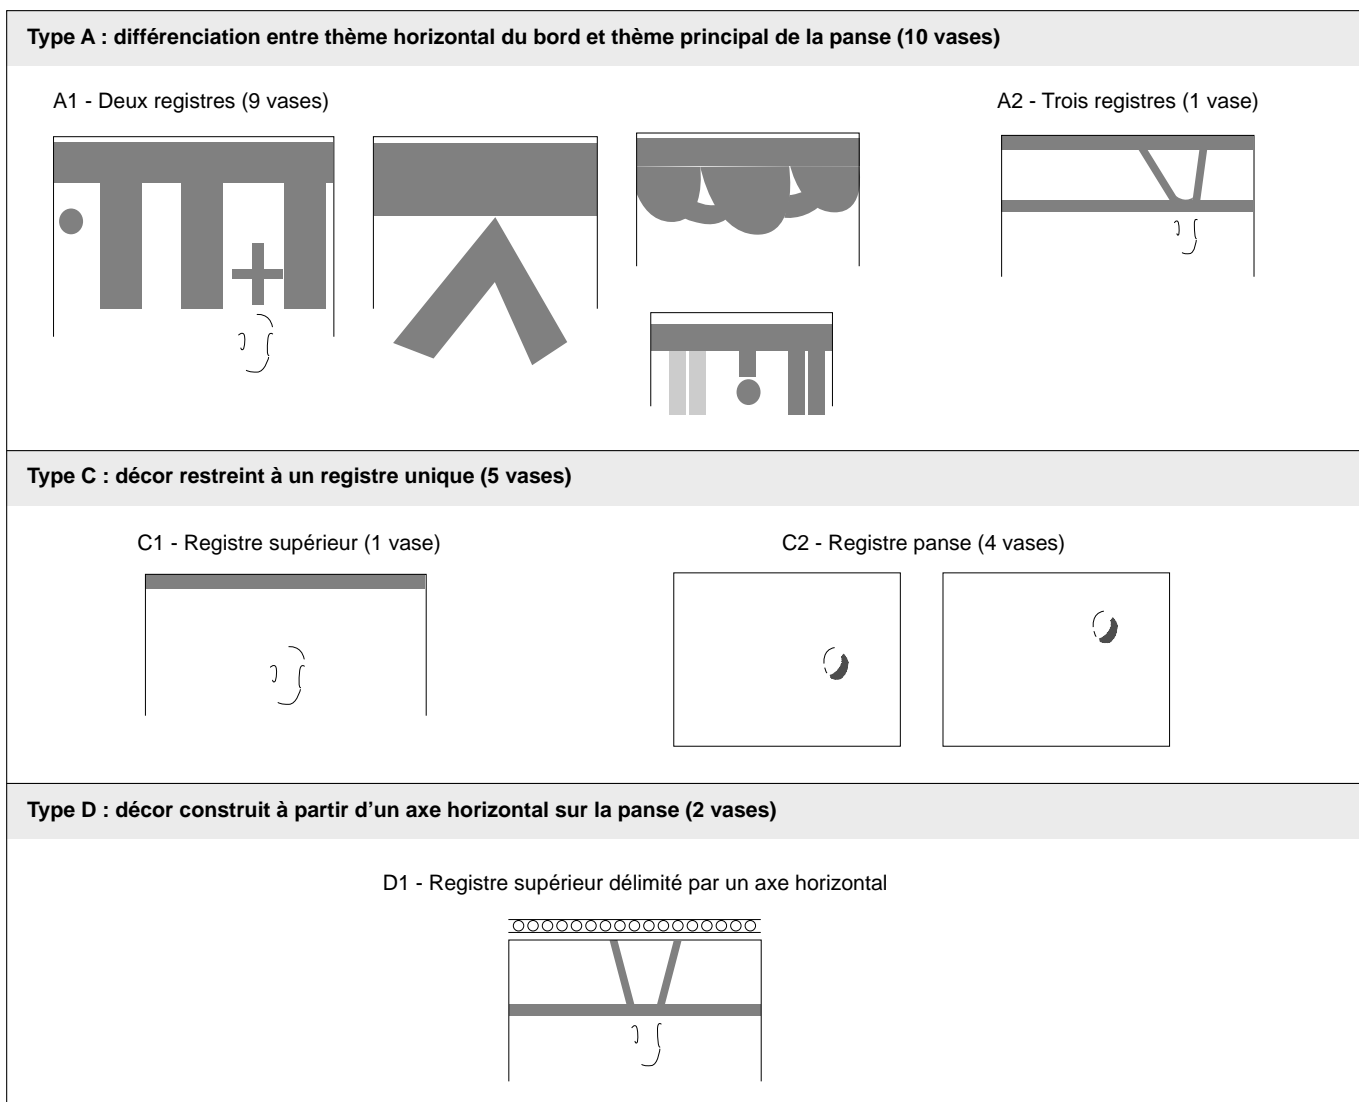 Type A : différenciation entre thème horizontal du bord et thème principal de la panse (10 vases)
A1 - Deux registres (9 vases)
A2 - Trois registres (1 vase)
Type C : décor restreint à un registre unique (5 vases)
C1 - Registre supérieur (1 vase)
C2 - Registre panse (4 vases)
Type D : décor construit à partir d’un axe horizontal sur la panse (2 vases)
D1 - Registre supérieur délimité par un axe horizontal